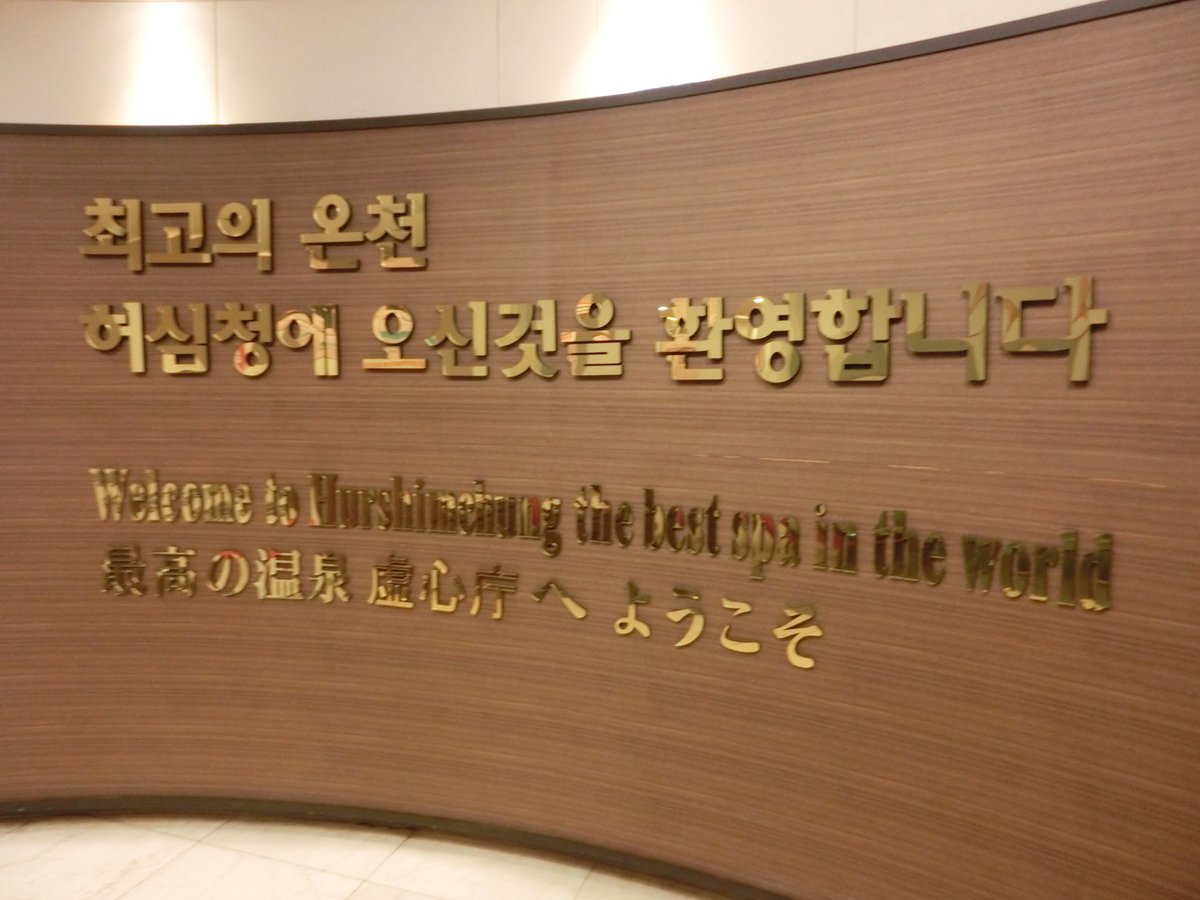 최고의 온천
허심청에 오신것을 환영합니다
Welcome to Hurshimchung the best spa in the world
最高の温泉 虚心庁へ ようこそ